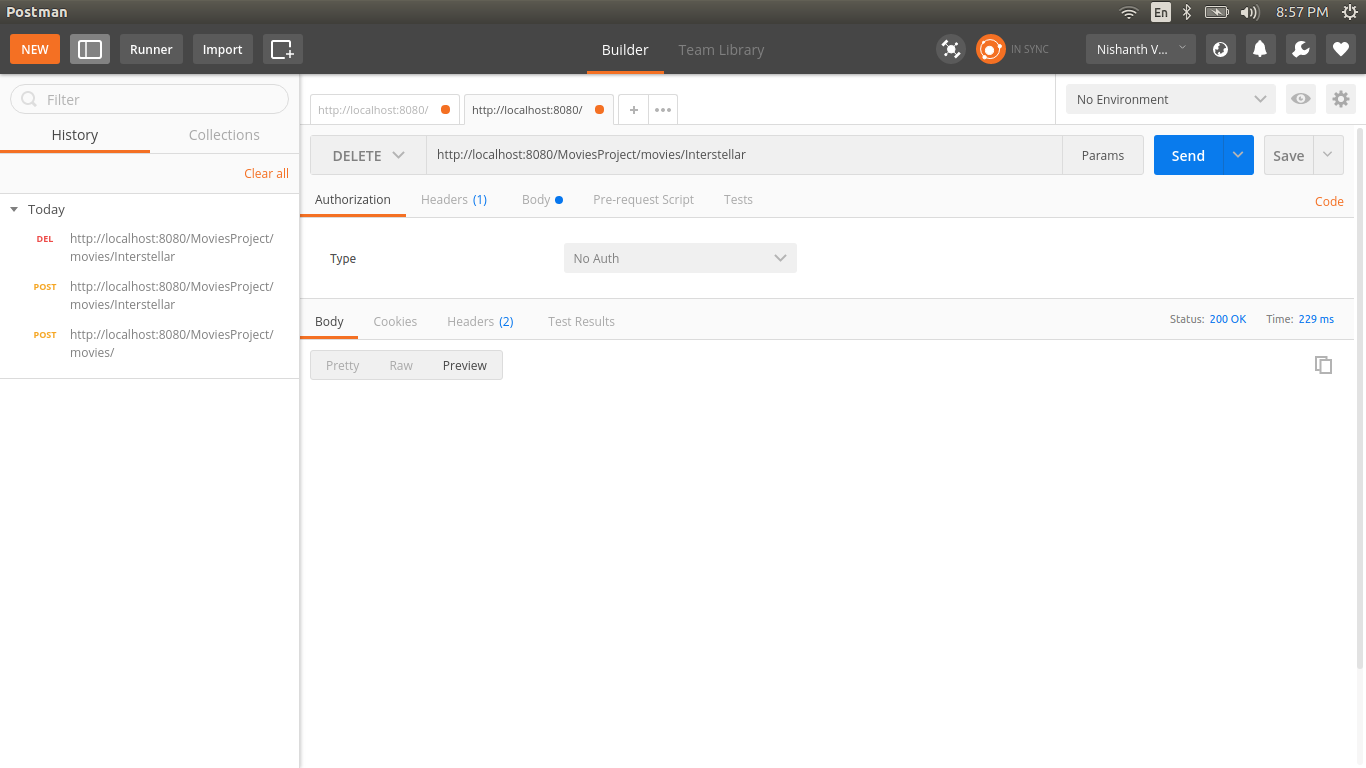 Postman
En
8:57 PM
NEW
Runner
Import
Builder
Team Library
IN SYNC
Nishanth V...
Filter
History
Collections
Clear all
Today
DEL
http://localhost:8080/MoviesProject/
movies/Interstellar
POST
http://localhost:8080/MoviesProject/
movies/Interstellar
POST
http://localhost:8080/MoviesProject/
movies/
http://localhost:8080/
http://localhost:8080/
+
•••
No Environment
DELETE
http://localhost:8080/MoviesProject/movies/Interstellar
Params
Send
Save
Authorization
Headers (1)
Body
Pre-request Script
Tests
Code
Type
No Auth
Body
Cookies
Headers (2)
Test Results
Status: 200 OK
Time: 229 ms
Pretty
Raw
Preview